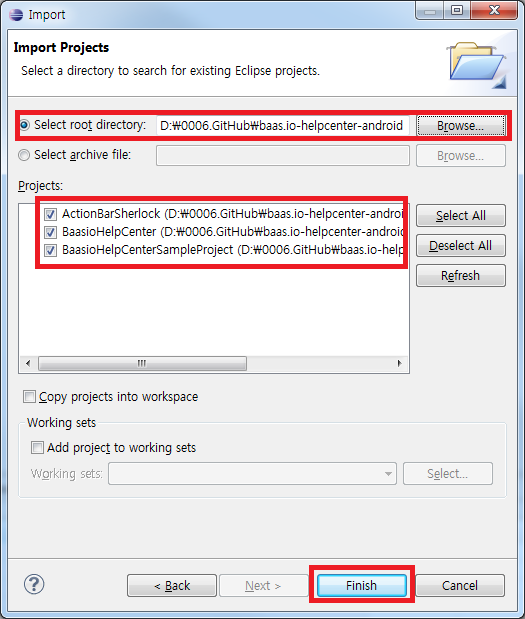 Import
Import Projects
Select a directory to search for existing Eclipse projects.
Select root directory: D:₩0006.GitHub₩baas.io-helpcenter-android Browse...
Select archive file: Browse...
Projects:
ActionBarSherlock (D:₩0006.GitHub₩baas.io-helpcenter-androi
BaasioHelpCenter (D:₩0006.GitHub₩baas.io-helpcenter-android
BaasioHelpCenterSampleProject (D:₩0006.GitHub₩baas.io-help
Select All
Deselect All
Refresh
Copy projects into workspace
Working sets
Add project to working sets
Working sets: Select...
? < Back Next > Finish Cancel